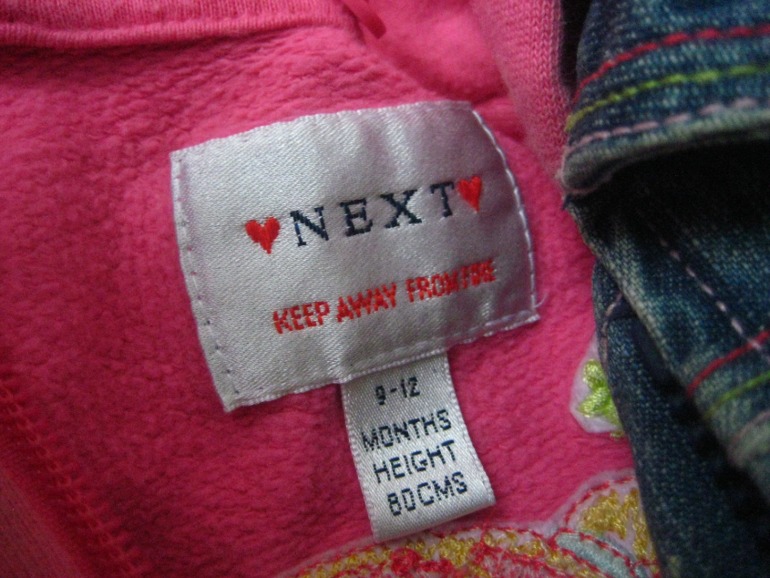 NEXT
KEEP AWAY FROM FIRE
9-12
MONTHS
HEIGHT
80CMS